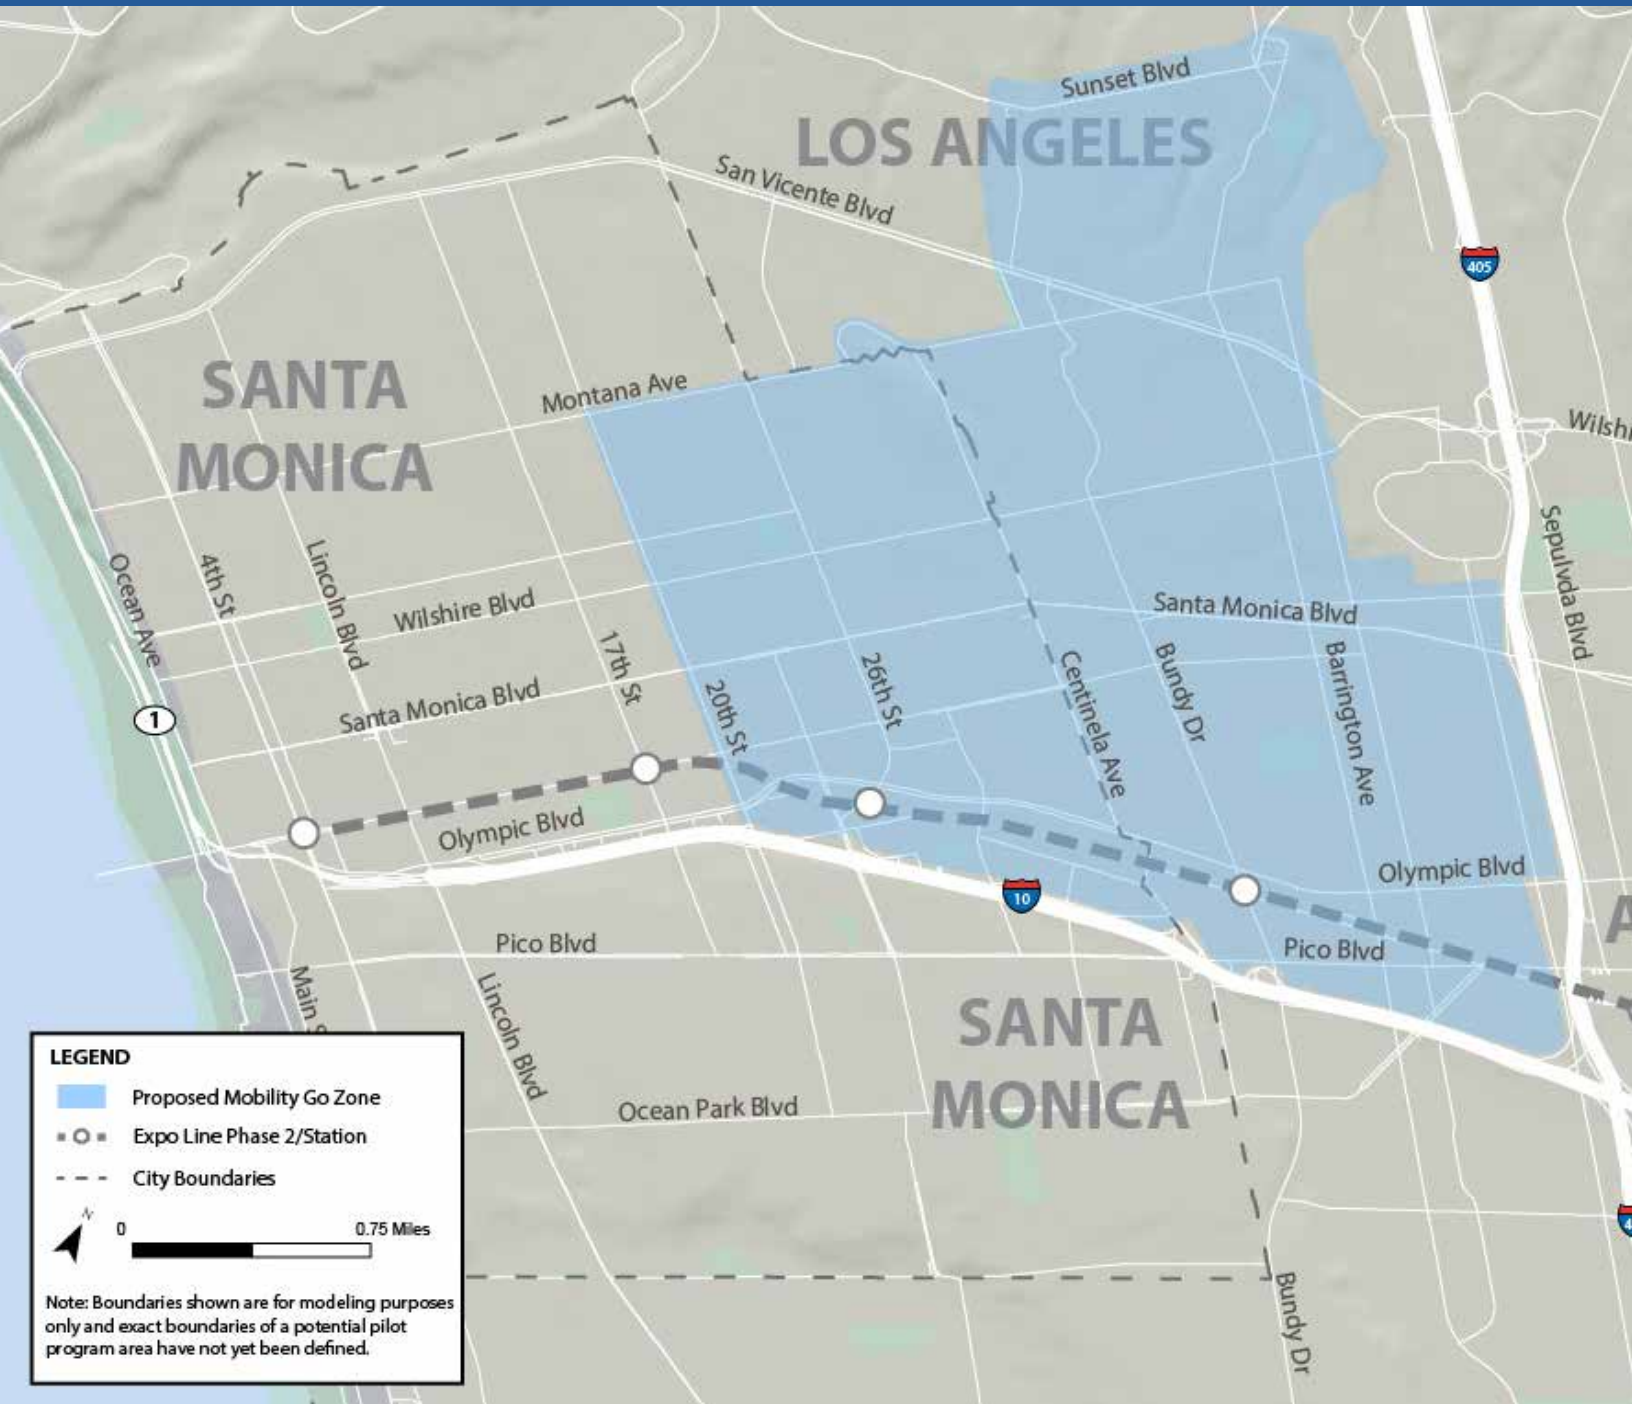 Sunset Blvd
LOS ANGELES
San Vicente Blvd
405
SANTA
MONICA
Montana Ave
Wilshi
Ocean Ave
4th St
Lincoln Blvd
Wilshire Blvd
Sepulvda Blvd
Santa Monica Blvd
17th St
Santa Monica Blvd
20th St
26th St
Centinela Ave
Bundy Dr
Barrington Ave
1
Olympic Blvd
Olympic Blvd
10
A
Pico Blvd
Pico Blvd
Main S
Lincoln Blvd
SANTA
MONICA
Ocean Park Blvd
4
Bundy Dr
LEGEND
Proposed Mobility Go Zone
Expo Line Phase 2/Station
City Boundaries
N
0 0.75 Miles
Note: Boundaries shown are for modeling purposes
only and exact boundaries of a potential pilot
program area have not yet been defined.